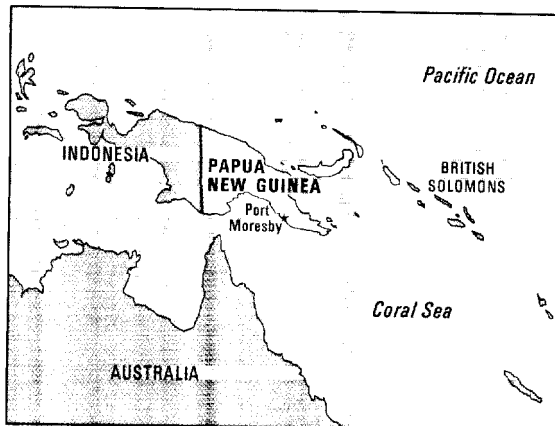 Pacific Ocean
INDONESIA
PAPUA
NEW GUINEA
BRITISH
SOLOMONS
Port
Moresby
Coral Sea
AUSTRALIA